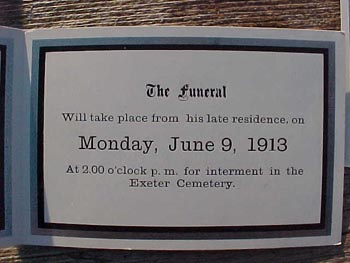 The Funeral
Will take place from his late residence, on
Monday, June 9, 1913
At 2.00 o'clock p. m. for interment in the
Exeter Cemetery.